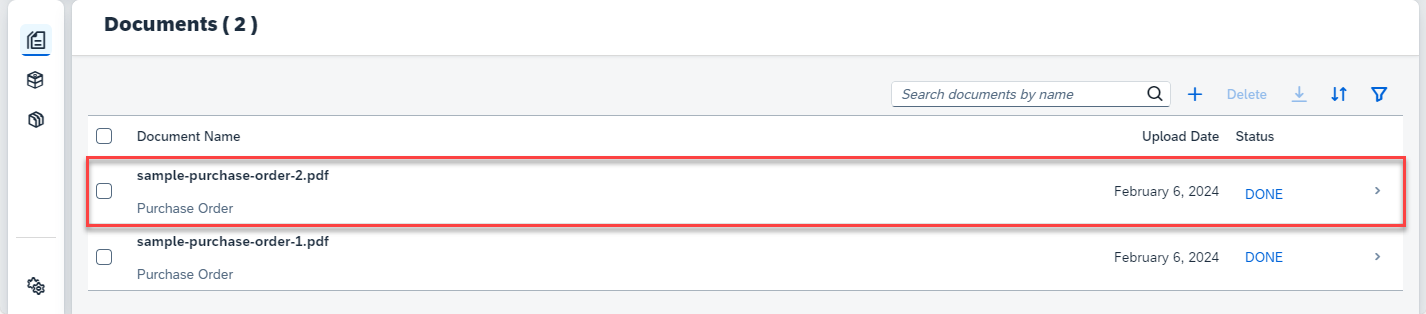 Documents ( 2 )
Search documents by name
Delete
Document Name Upload Date Status
sample-purchase-order-2.pdf
Purchase Order
February 6, 2024 DONE
sample-purchase-order-1.pdf
Purchase Order
February 6, 2024 DONE